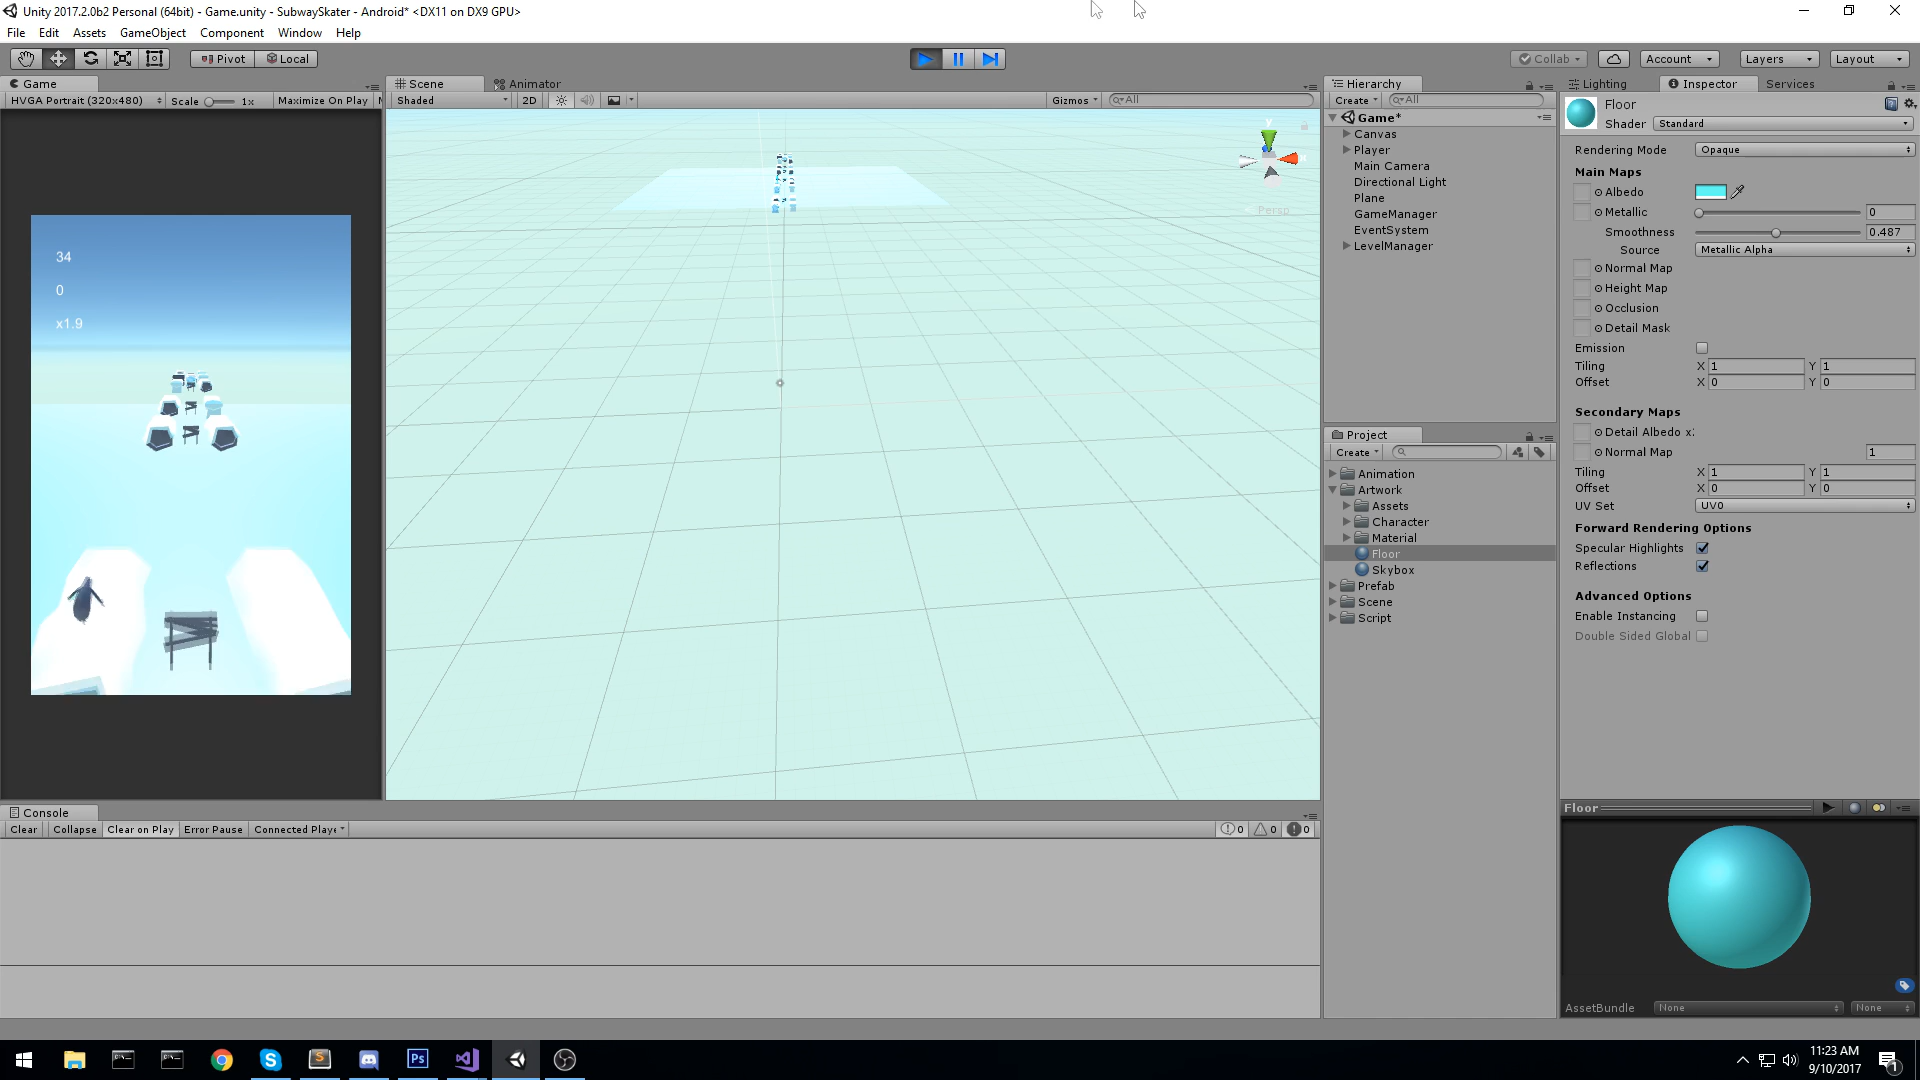 Unity 2017.2.0b2 Personal (64bit) - Game.unity - SubwaySkater - Android* <DX11 on DX9 GPU>
File Edit Assets GameObject Component Window Help
Pivot Local Collab Account Layers Layout
Game
HVGA Portrait (320x480) Scale 1x Maximize On Play
34
0
x1.9
Scene Animator
Shaded 2D Gizmos All
y
Persp
Hierarchy
Create All
Game*
Canvas
Player
Main Camera
Directional Light
Plane
GameManager
EventSystem
LevelManager
Project
Create
Animation
Artwork
Assets
Character
Material
Floor
Skybox
Prefab
Scene
Script
Lighting Inspector Services
Floor
Shader Standard
Rendering Mode Opaque
Main Maps
Albedo
Metallic 0
Smoothness 0.487
Source Metallic Alpha
Normal Map
Height Map
Occlusion
Detail Mask
Emission
Tiling X 1 Y 1
Offset X 0 Y 0
Secondary Maps
Detail Albedo x
Normal Map 1
Tiling X 1 Y 1
Offset X 0 Y 0
UV Set UV0
Forward Rendering Options
Specular Highlights
Reflections
Advanced Options
Enable Instancing
Double Sided Global
Floor
AssetBundle None None
Console
Clear Collapse Clear on Play Error Pause Connected Playe
0 0 0
Ps
11:23 AM
9/10/2017
1